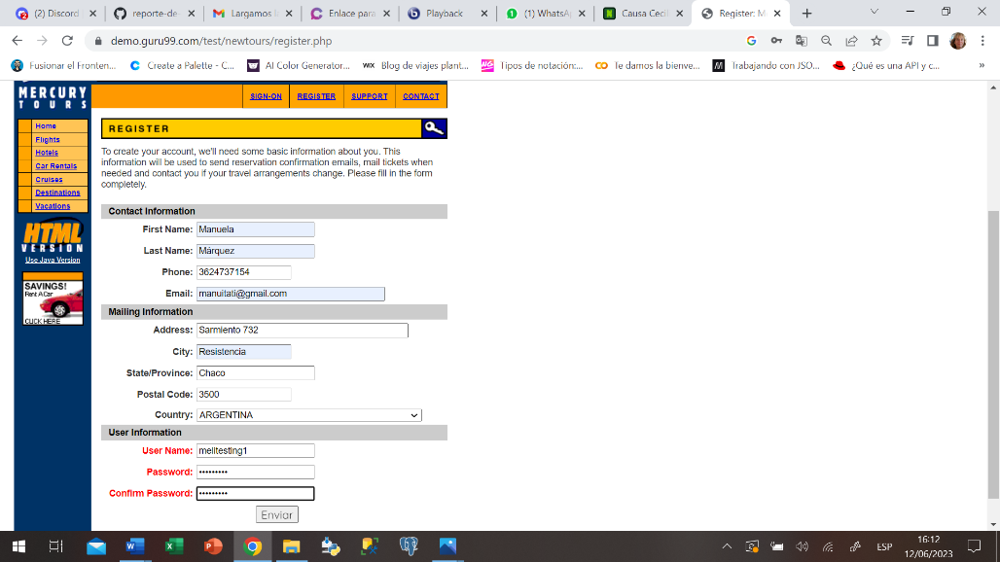 (2) Discord
reporte-de
Largamos l
Enlace para
Playback
(1) WhatsA
Causa Cecil
Register: M
demo.guru99.com/test/newtours/register.php
Fusionar el Fronten...
Create a Palette - C...
AI Color Generator...
WIX Blog de viajes plant...
Tipos de notación:...
Te damos la bienve...
Trabajando con JSO...
¿Qué es una API y c...
»
MERCURY
TOURS
SIGN-ON
REGISTER
SUPPORT
CONTACT
Home
Flights
Hotels
Car Rentals
Cruises
Destinations
Vacations
HTML
VERSION
Use Java Version
SAVINGS!
Rent A Car
CLICK HERE
REGISTER
To create your account, we'll need some basic information about you. This
information will be used to send reservation confirmation emails, mail tickets when
needed and contact you if your travel arrangements change. Please fill in the form
completely.
Contact Information
First Name: Manuela
Last Name: Márquez
Phone: 3624737154
Email: manuitati@gmail.com
Mailing Information
Address: Sarmiento 732
City: Resistencia
State/Province: Chaco
Postal Code: 3500
Country: ARGENTINA
User Information
User Name: melitesting1
Password: •••••••••
Confirm Password: •••••••••
Enviar
ESP
16:12
12/06/2023